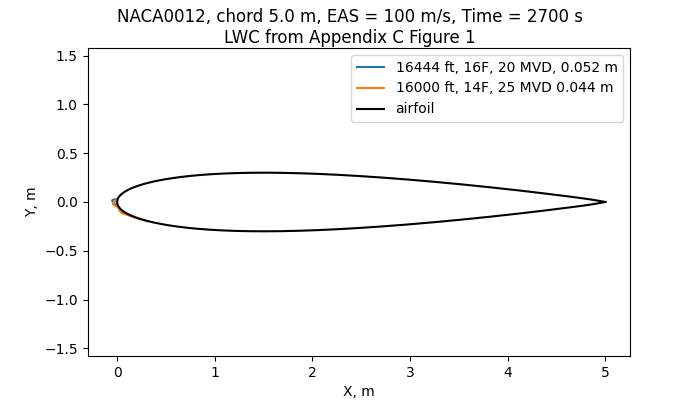 NACA0012, chord 5.0 m, EAS = 100 m/s, Time = 2700 s
LWC from Appendix C Figure 1
16444 ft, 16F, 20 MVD, 0.052 m
16000 ft, 14F, 25 MVD 0.044 m
airfoil
Y, m
1.5
1.0
0.5
0.0
−0.5
−1.0
−1.5
0 1 2 3 4 5
X, m